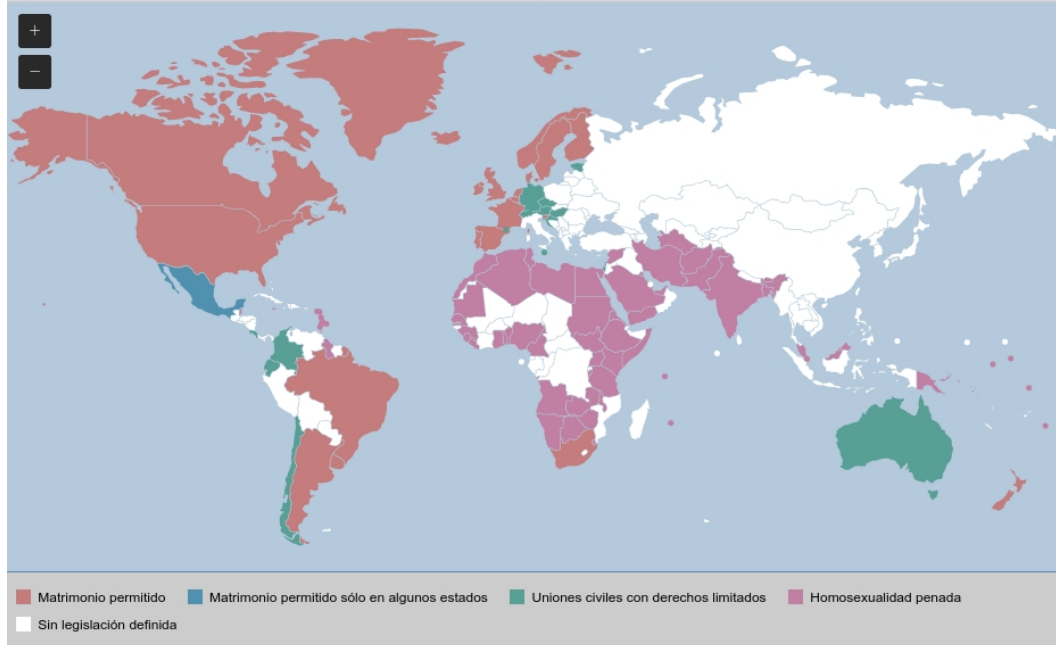 +
−
Matrimonio permitido Matrimonio permitido sólo en algunos estados Uniones civiles con derechos limitados Homosexualidad penada
Sin legislación definida